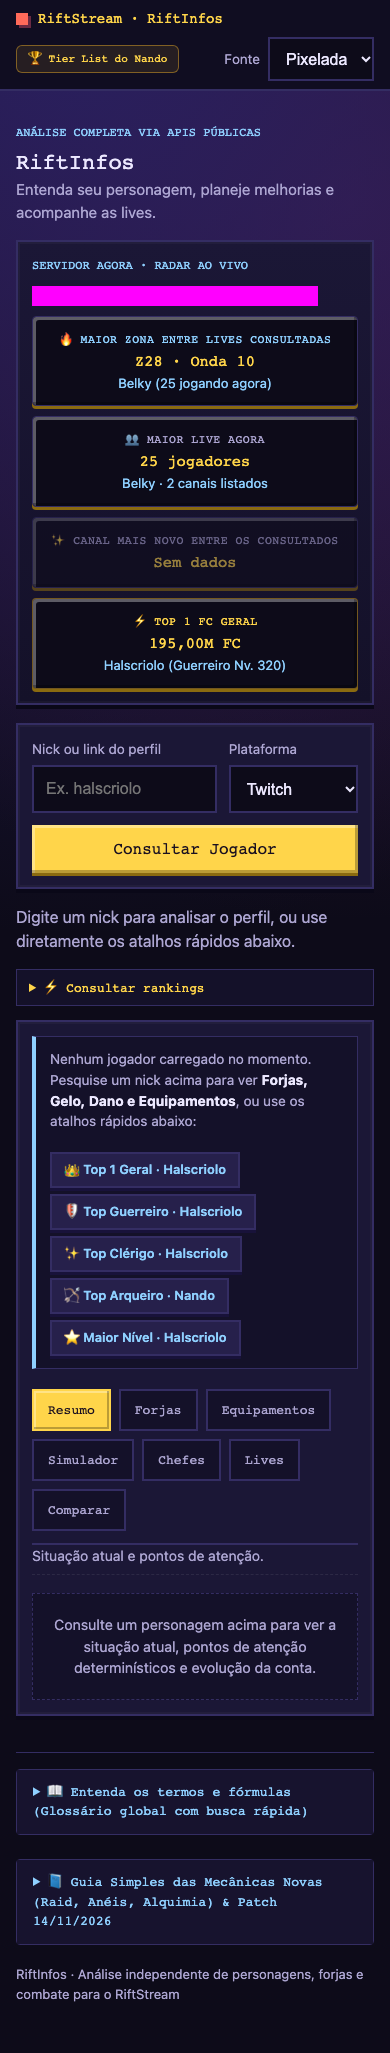 RiftStream · RiftInfos
🏆 Tier List do Nando
Fonte
Pixelada
ANÁLISE COMPLETA VIA APIS PÚBLICAS
RiftInfos
Entenda seu personagem, planeje melhorias e
acompanhe as lives.
SERVIDOR AGORA · RADAR AO VIVO
🔥 MAIOR ZONA ENTRE LIVES CONSULTADAS
Z28 · Onda 10
Belky (25 jogando agora)
👥 MAIOR LIVE AGORA
25 jogadores
Belky · 2 canais listados
✨ CANAL MAIS NOVO ENTRE OS CONSULTADOS
Sem dados
⚡ TOP 1 FC GERAL
195,00M FC
Halscriolo (Guerreiro Nv. 320)
Nick ou link do perfil
Plataforma
Ex. halscriolo
Twitch
Consultar Jogador
Digite um nick para analisar o perfil, ou use
diretamente os atalhos rápidos abaixo.
▶ ⚡ Consultar rankings
Nenhum jogador carregado no momento.
Pesquise um nick acima para ver Forjas,
Gelo, Dano e Equipamentos, ou use os
atalhos rápidos abaixo:
👑 Top 1 Geral · Halscriolo
🛡️ Top Guerreiro · Halscriolo
✨ Top Clérigo · Halscriolo
🏹 Top Arqueiro · Nando
⭐ Maior Nível · Halscriolo
Resumo
Forjas
Equipamentos
Simulador
Chefes
Lives
Comparar
Situação atual e pontos de atenção.
Consulte um personagem acima para ver a
situação atual, pontos de atenção
determinísticos e evolução da conta.
▶ 📖 Entenda os termos e fórmulas
(Glossário global com busca rápida)
▶ 📘 Guia Simples das Mecânicas Novas
(Raid, Anéis, Alquimia) & Patch
14/11/2026
RiftInfos · Análise independente de personagens, forjas e
combate para o RiftStream